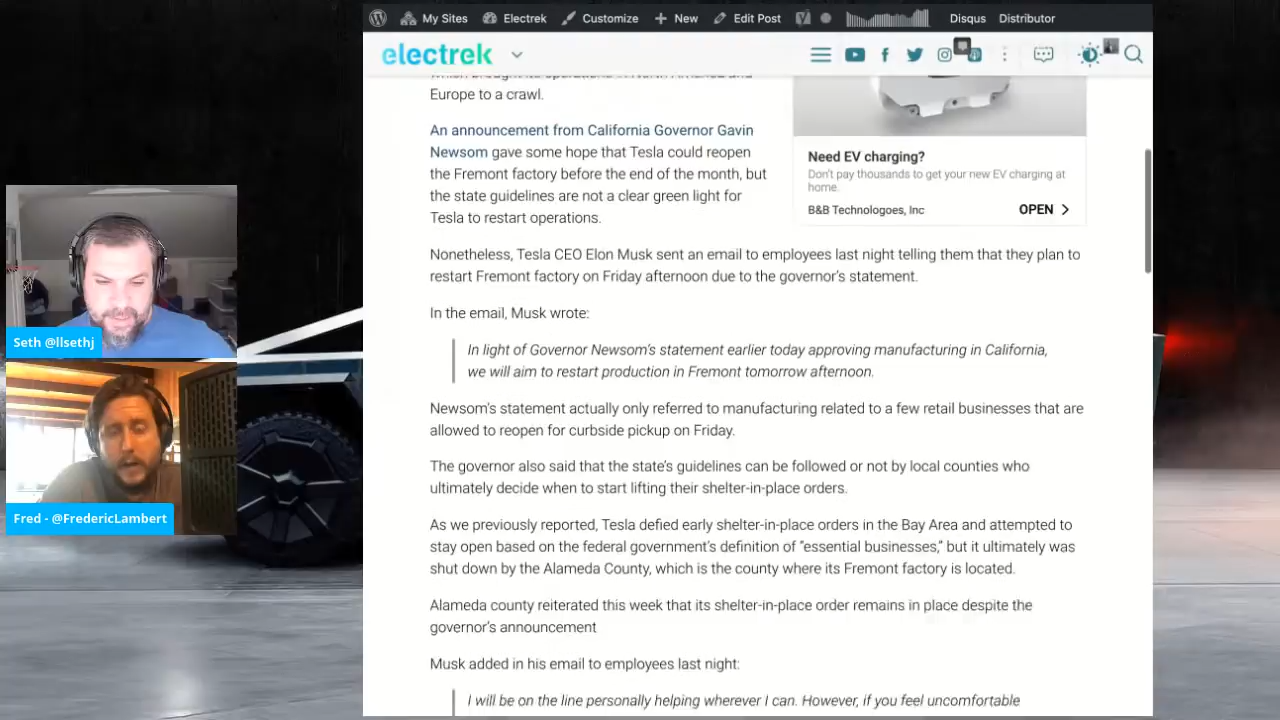 My Sites
Electrek
Customize
New
Edit Post
Disqus
Distributor
electrek
which brought its operations in North America and
Europe to a crawl.
An announcement from California Governor Gavin
Newsom gave some hope that Tesla could reopen
the Fremont factory before the end of the month, but
the state guidelines are not a clear green light for
Tesla to restart operations.
Need EV charging?
Don't pay thousands to get your new EV charging at
home.
B&B Technologoes, Inc
OPEN
Nonetheless, Tesla CEO Elon Musk sent an email to employees last night telling them that they plan to
restart Fremont factory on Friday afternoon due to the governor's statement.
In the email, Musk wrote:
In light of Governor Newsom's statement earlier today approving manufacturing in California,
we will aim to restart production in Fremont tomorrow afternoon.
Newsom's statement actually only referred to manufacturing related to a few retail businesses that are
allowed to reopen for curbside pickup on Friday.
The governor also said that the state's guidelines can be followed or not by local counties who
ultimately decide when to start lifting their shelter-in-place orders.
As we previously reported, Tesla defied early shelter-in-place orders in the Bay Area and attempted to
stay open based on the federal government's definition of "essential businesses," but it ultimately was
shut down by the Alameda County, which is the county where its Fremont factory is located.
Alameda county reiterated this week that its shelter-in-place order remains in place despite the
governor's announcement
Musk added in his email to employees last night:
I will be on the line personally helping wherever I can. However, if you feel uncomfortable
Seth @llsethj
Fred - @FredericLambert